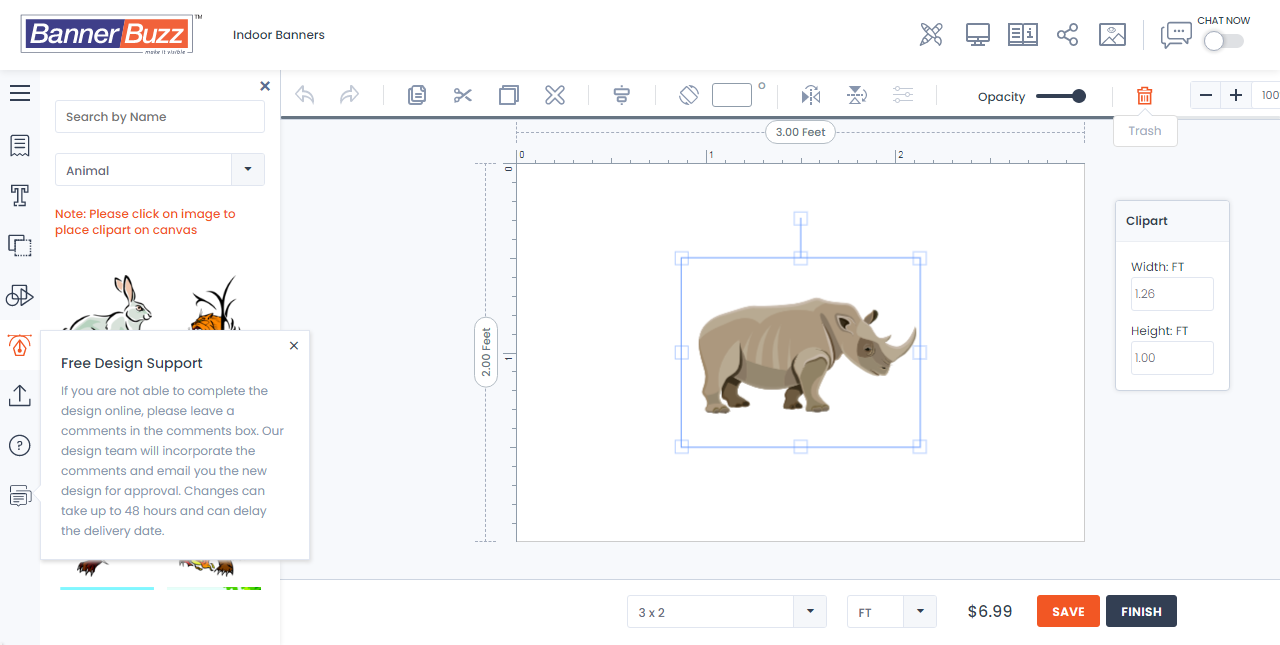 BannerBuzz
TM
make it visible
Indoor Banners
CHAT NOW
Search by Name
Animal
Note: Please click on image to
place clipart on canvas
Free Design Support
If you are not able to complete the
design online, please leave a
comments in the comments box. Our
design team will incorporate the
comments and email you the new
design for approval. Changes can
take up to 48 hours and can delay
the delivery date.
Opacity
100
Trash
3.00 Feet
0
1
2
0
1
2.00 Feet
Clipart
Width: FT
1.26
Height: FT
1.00
3 x 2
FT
$6.99
SAVE
FINISH